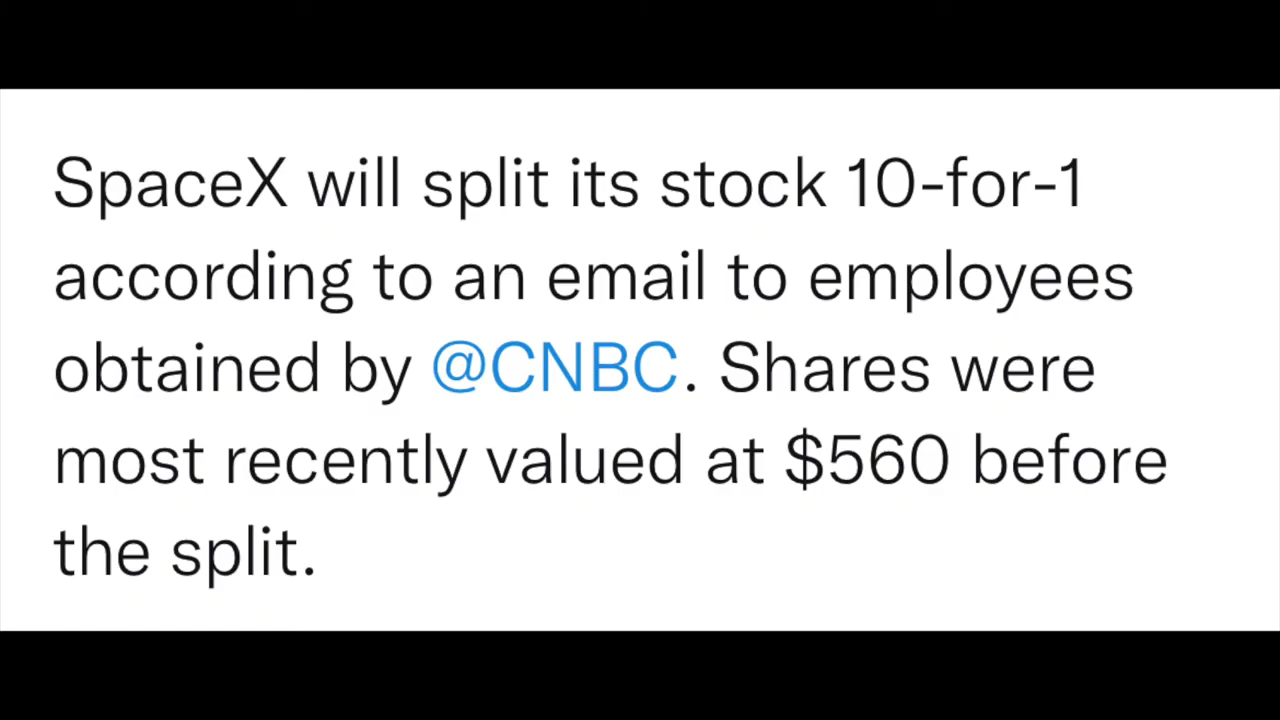 SpaceX will split its stock 10-for-1
according to an email to employees
obtained by @CNBC. Shares were
most recently valued at $560 before
the split.